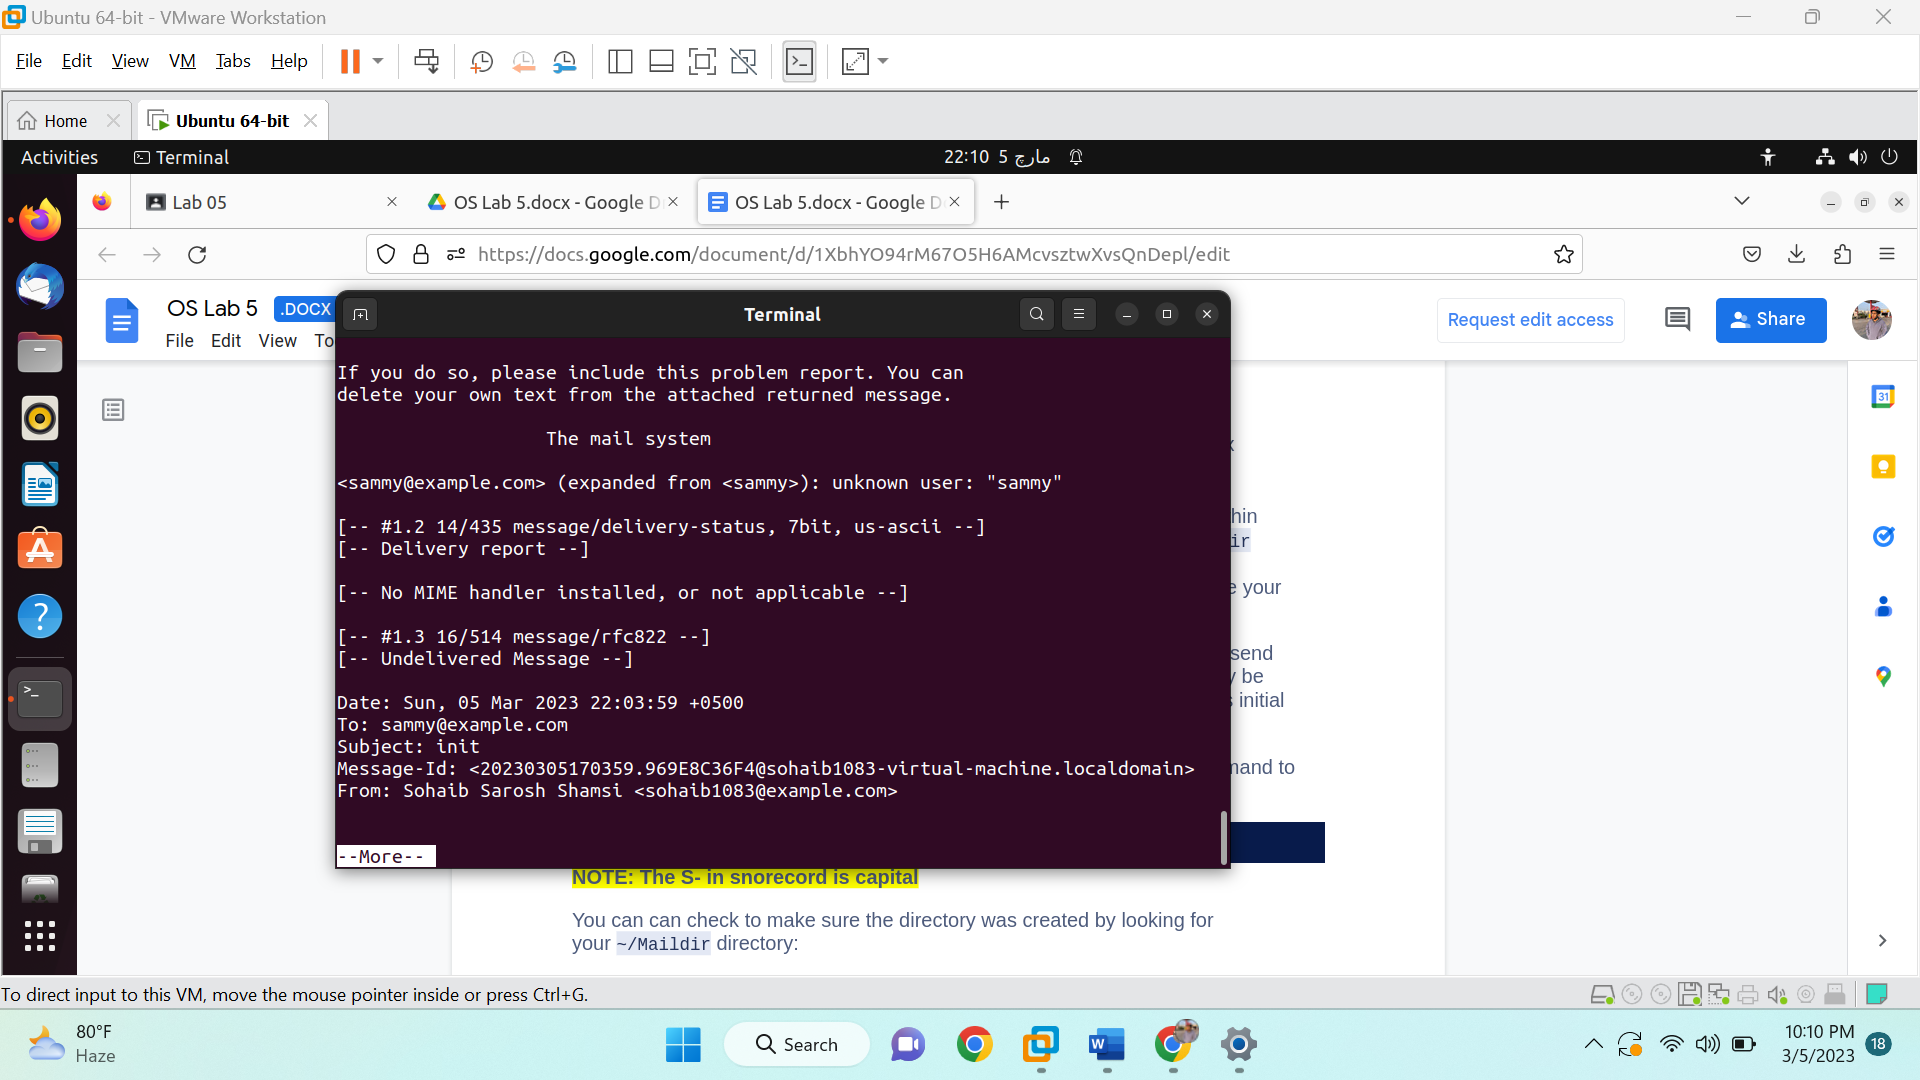 Ubuntu 64-bit - VMware Workstation
File Edit View VM Tabs Help
Home
Ubuntu 64-bit
Activities
Terminal
22:10 5 مارچ
Lab 05
OS Lab 5.docx - Google D
OS Lab 5.docx - Google D
https://docs.google.com/document/d/1XbhYO94rM67O5H6AMcvsztwXvsQnDepl/edit
OS Lab 5
.DOCX
File Edit View To
Request edit access
Share
Terminal
If you do so, please include this problem report. You can
delete your own text from the attached returned message.
The mail system
<sammy@example.com> (expanded from <sammy>): unknown user: "sammy"
[-- #1.2 14/435 message/delivery-status, 7bit, us-ascii --]
[-- Delivery report --]
[-- No MIME handler installed, or not applicable --]
[-- #1.3 16/514 message/rfc822 --]
[-- Undelivered Message --]
Date: Sun, 05 Mar 2023 22:03:59 +0500
To: sammy@example.com
Subject: init
Message-Id: <20230305170359.969E8C36F4@sohaib1083-virtual-machine.localdomain>
From: Sohaib Sarosh Shamsi <sohaib1083@example.com>
--More--
hin
ir
your
send
be
initial
mand to
NOTE: The S- in snorecord is capital
You can can check to make sure the directory was created by looking for
your ~/Maildir directory:
31
To direct input to this VM, move the mouse pointer inside or press Ctrl+G.
80°F
Haze
Search
10:10 PM
3/5/2023
18